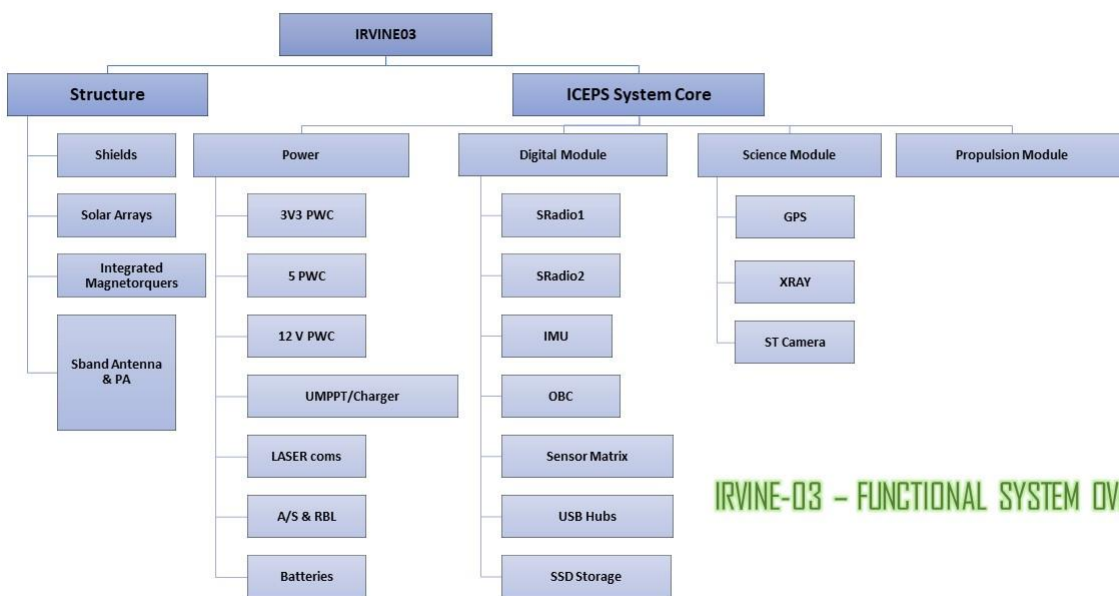 IRVINE03
Structure
ICEPS System Core
Shields
Solar Arrays
Integrated
Magnetorquers
Sband Antenna
& PA
Power
3V3 PWC
5 PWC
12 V PWC
UMPPT/Charger
LASER coms
A/S & RBL
Batteries
Digital Module
SRadio1
SRadio2
IMU
OBC
Sensor Matrix
USB Hubs
SSD Storage
Science Module
GPS
XRAY
ST Camera
Propulsion Module
IRVINE-03 – FUNCTIONAL SYSTEM OV